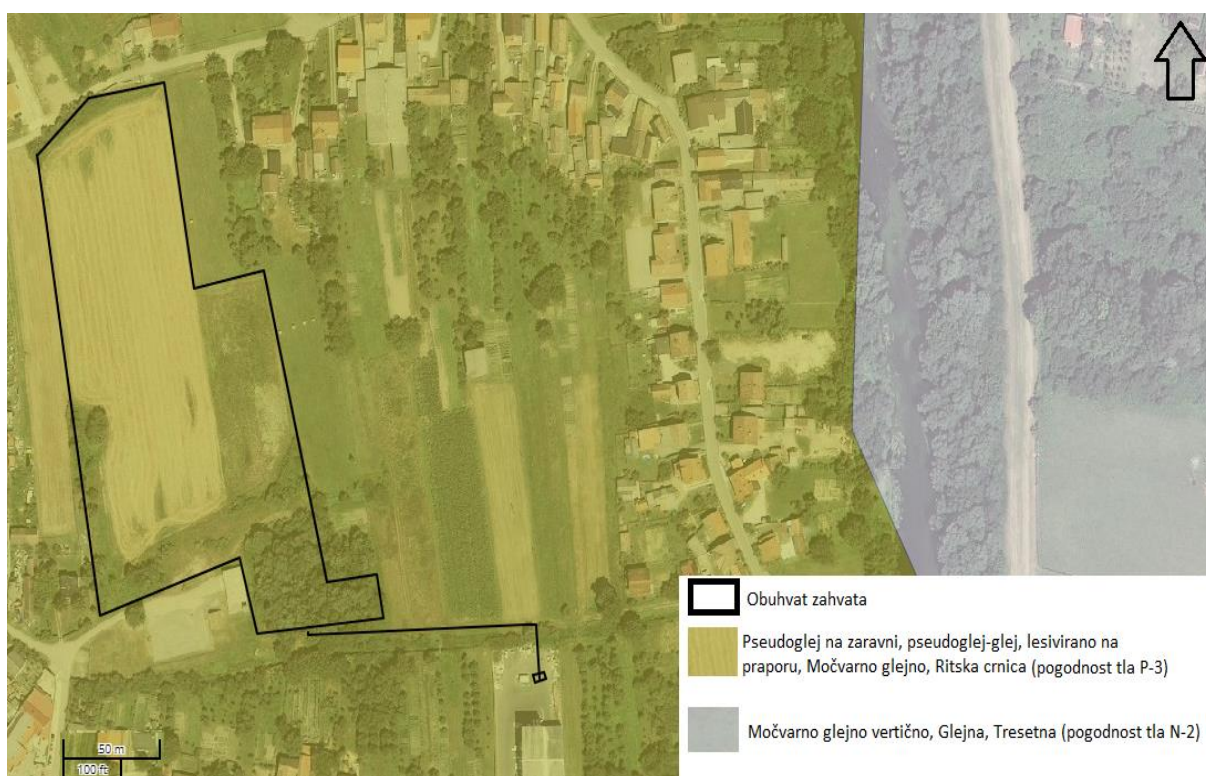 Obuhvat zahvata
Pseudoglej na zaravni, pseudoglej-glej, lesivirano na
praporu, Močvarno glejno, Ritska crnica (pogodnost tla P-3)
Močvarno glejno vertično, Glejna, Tresetna (pogodnost tla N-2)
50 m
100 ft